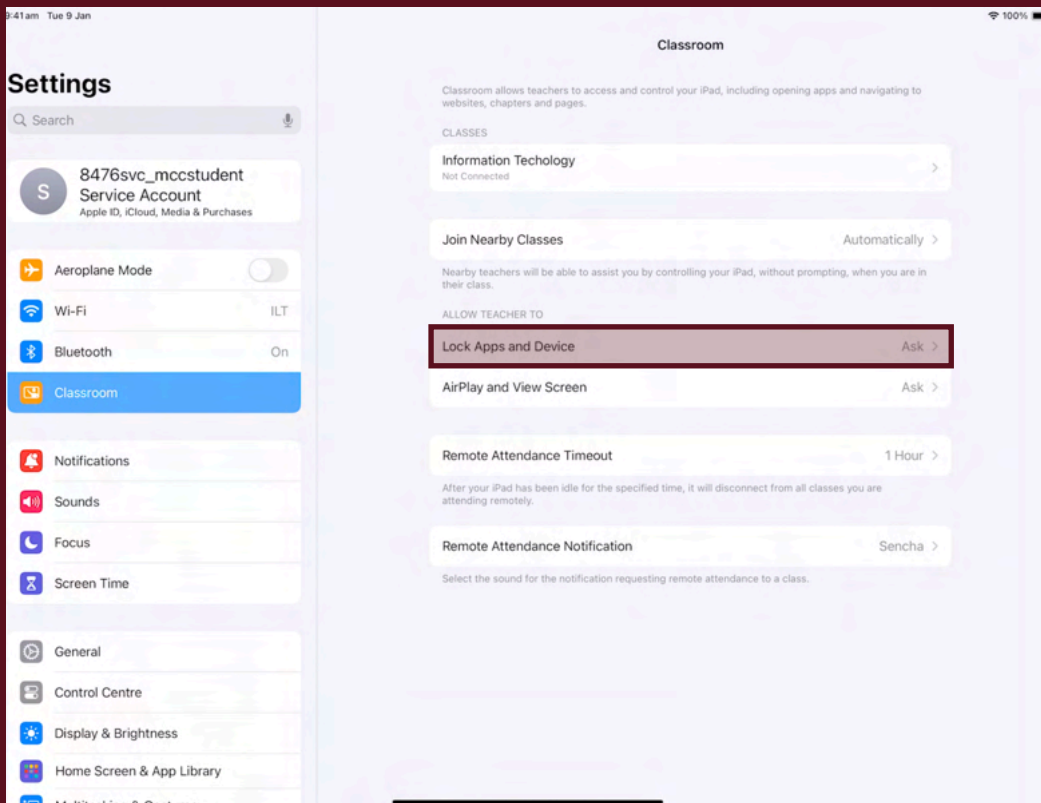 9:41am Tue 9 Jan
100%
Settings
Search
S
8476svc_mccstudent
Service Account
Apple ID, iCloud, Media & Purchases
Aeroplane Mode
Wi-Fi
ILT
Bluetooth
On
Classroom
Notifications
Sounds
Focus
Screen Time
General
Control Centre
Display & Brightness
Home Screen & App Library
Classroom
Classroom allows teachers to access and control your iPad, including opening apps and navigating to
websites, chapters and pages.
CLASSES
Information Techology
Not Connected
Join Nearby Classes
Automatically
Nearby teachers will be able to assist you by controlling your iPad, without prompting, when you are in
their class.
ALLOW TEACHER TO
Lock Apps and Device
Ask
AirPlay and View Screen
Ask
Remote Attendance Timeout
1 Hour
After your iPad has been idle for the specified time, it will disconnect from all classes you are
attending remotely.
Remote Attendance Notification
Sencha
Select the sound for the notification requesting remote attendance to a class.